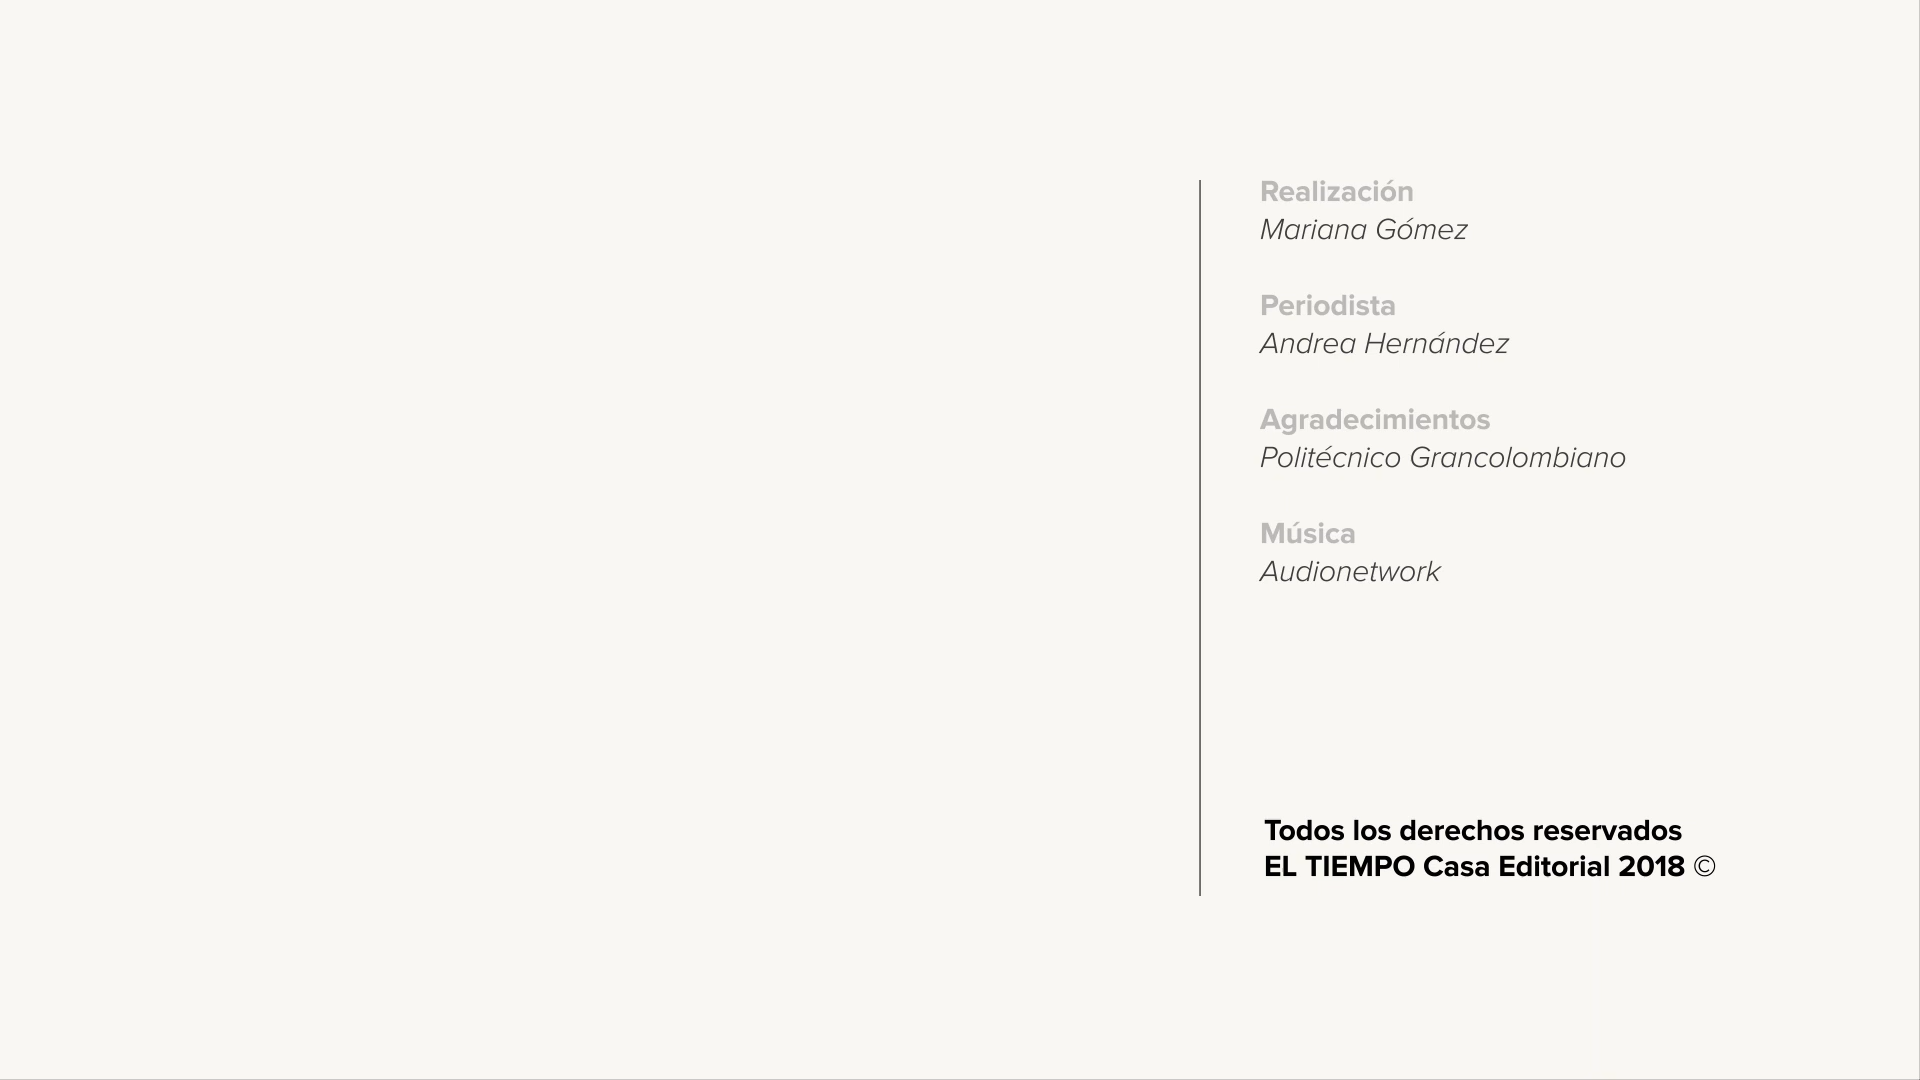 Realización
Mariana Gómez
Periodista
Andrea Hernández
Agradecimientos
Politécnico Grancolombiano
Música
Audionetwork
Todos los derechos reservados
EL TIEMPO Casa Editorial 2018 ©